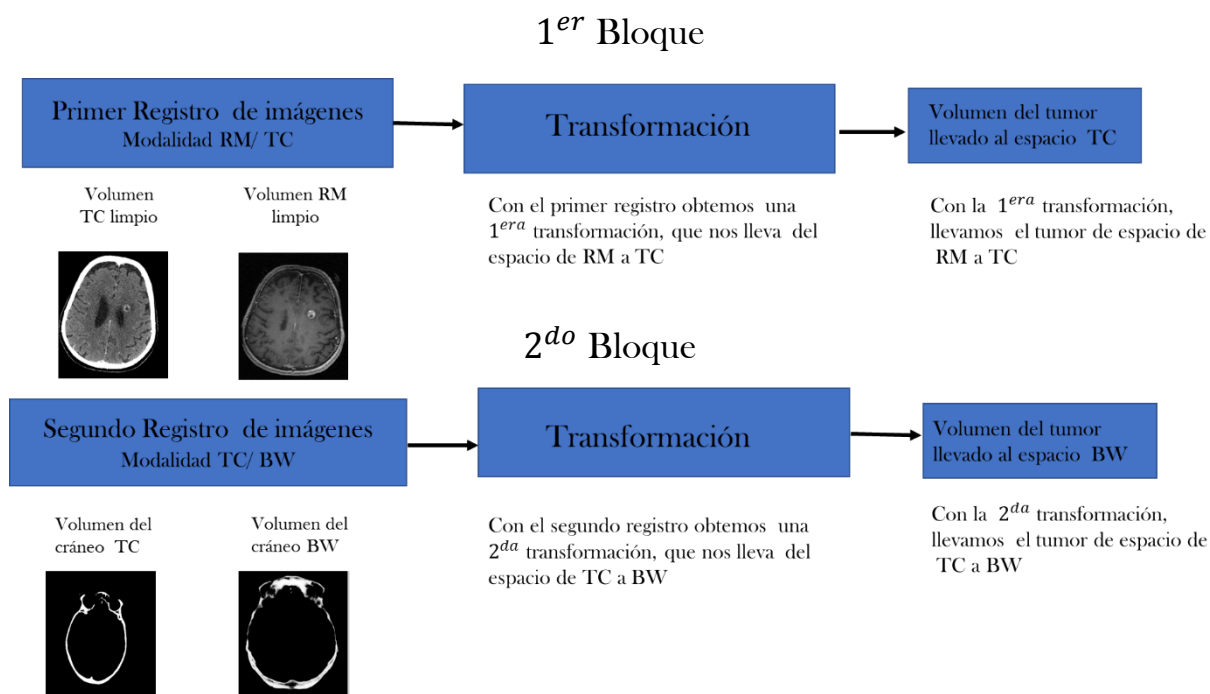 1er Bloque
Primer Registro de imágenes
Modalidad RM/ TC
Transformación
Volumen del tumor
llevado al espacio TC
Volumen
TC limpio
Volumen RM
limpio
Con el primer registro obtemos una
1era transformación, que nos lleva del
espacio de RM a TC
Con la 1era transformación,
llevamos el tumor de espacio de
RM a TC
2do Bloque
Segundo Registro de imágenes
Modalidad TC/ BW
Transformación
Volumen del tumor
llevado al espacio BW
Volumen del
cráneo TC
Volumen del
cráneo BW
Con el segundo registro obtemos una
2da transformación, que nos lleva del
espacio de TC a BW
Con la 2da transformación,
llevamos el tumor de espacio de
TC a BW